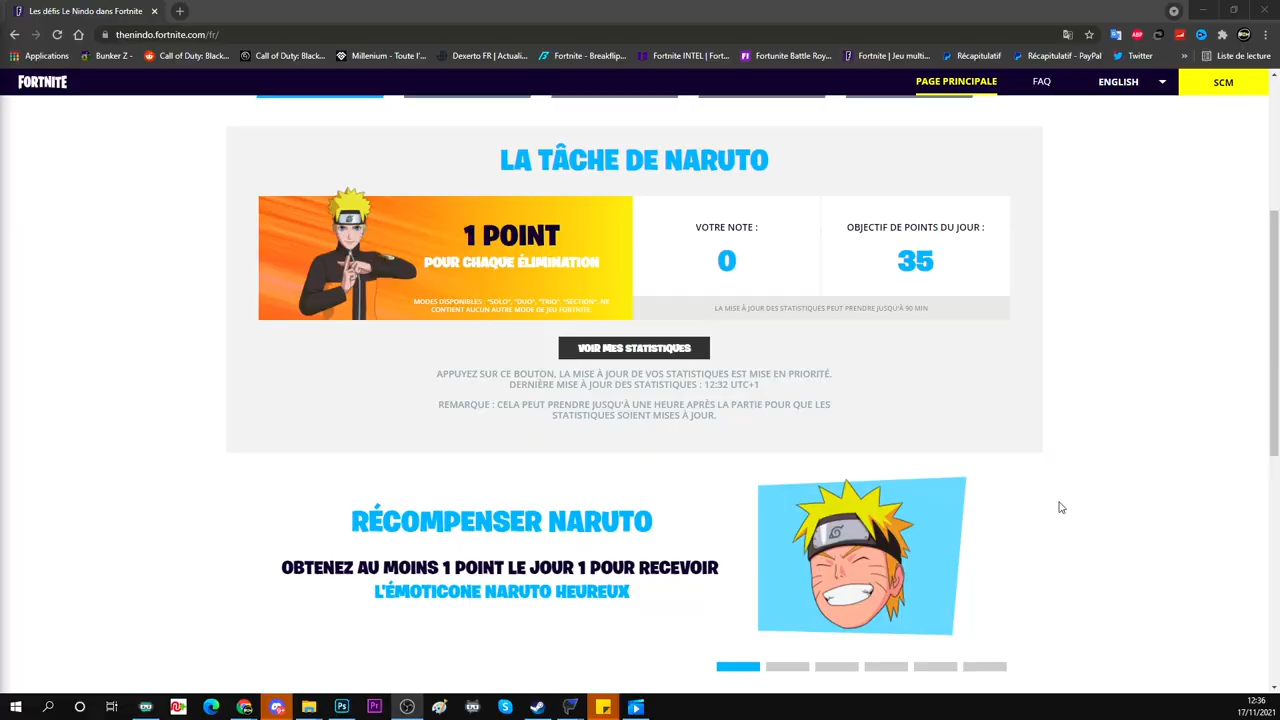 Les défis Le Nindo dans Fortnite
thenindo.fortnite.com/fr/
Applications
Bunker Z -
Call of Duty: Black...
Call of Duty: Black...
Millenium - Toute l'...
Dexerto FR | Actuali...
Fortnite - Breakflip...
Fortnite INTEL | Fort...
Fortunite Battle Roy...
Fortnite | Jeu multi...
Récapitulatif - PayPal
Récapitulatif - PayPal
Twitter
»
Liste de lecture
FORTNITE
PAGE PRINCIPALE
FAQ
ENGLISH
SCM
LA TÂCHE DE NARUTO
1 POINT
POUR CHAQUE ÉLIMINATION
MODES DISPONIBLES : "SOLO", "DUO", "TRIO", "SECTION". NE
CONTIENT AUCUN AUTRE MODE DE JEU FORTNITE.
VOTRE NOTE :
0
OBJECTIF DE POINTS DU JOUR :
35
LA MISE À JOUR DES STATISTIQUES PEUT PRENDRE JUSQU'À 90 MIN
VOIR MES STATISTIQUES
APPUYEZ SUR CE BOUTON, LA MISE À JOUR DE VOS STATISTIQUES EST MISE EN PRIORITÉ.
DERNIÈRE MISE À JOUR DES STATISTIQUES : 12:32 UTC+1
REMARQUE : CELA PEUT PRENDRE JUSQU'À UNE HEURE APRÈS LA PARTIE POUR QUE LES
STATISTIQUES SOIENT MISES À JOUR.
RÉCOMPENSER NARUTO
OBTENEZ AU MOINS 1 POINT LE JOUR 1 POUR RECEVOIR
L'ÉMOTICONE NARUTO HEUREUX
12:36
17/11/2021